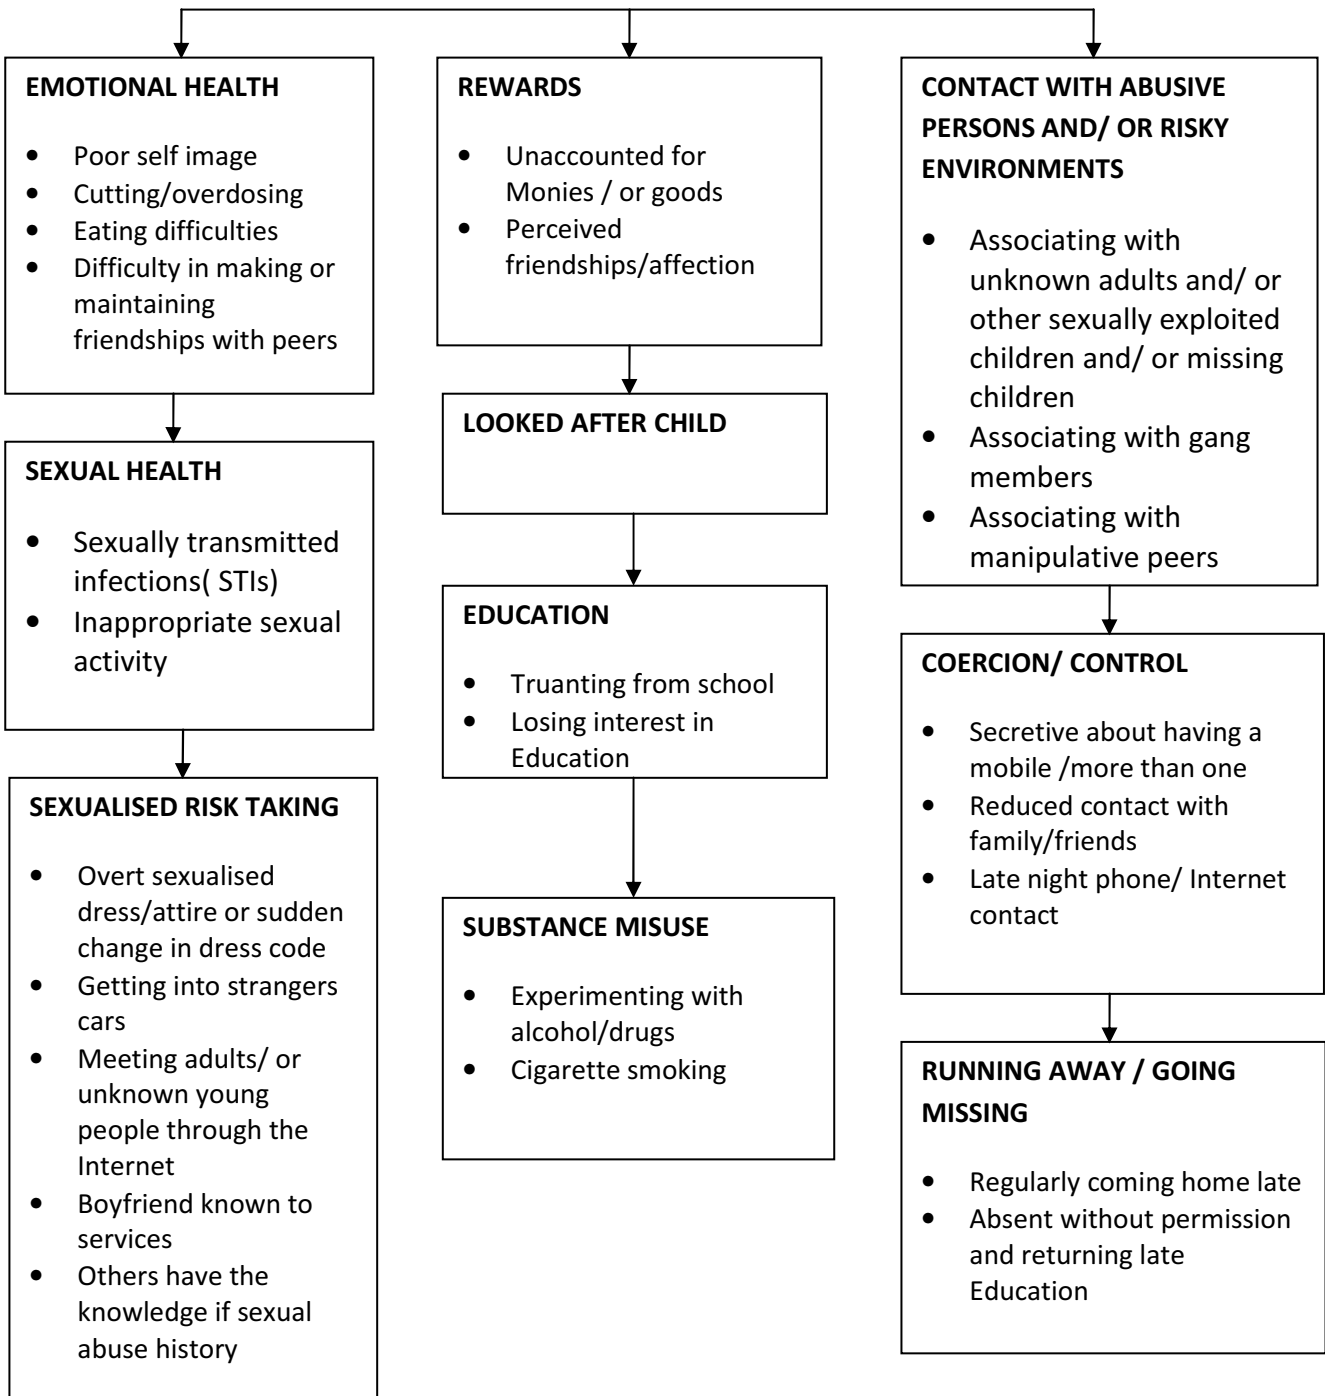 EMOTIONAL HEALTH
• Poor self image
• Cutting/overdosing
• Eating difficulties
• Difficulty in making or
maintaining
friendships with peers
SEXUAL HEALTH
• Sexually transmitted
infections( STIs)
• Inappropriate sexual
activity
SEXUALISED RISK TAKING
• Overt sexualised
dress/attire or sudden
change in dress code
• Getting into strangers
cars
• Meeting adults/ or
unknown young
people through the
Internet
• Boyfriend known to
services
• Others have the
knowledge if sexual
abuse history
REWARDS
• Unaccounted for
Monies / or goods
• Perceived
friendships/affection
LOOKED AFTER CHILD
EDUCATION
• Truanting from school
• Losing interest in
Education
SUBSTANCE MISUSE
• Experimenting with
alcohol/drugs
• Cigarette smoking
CONTACT WITH ABUSIVE
PERSONS AND/ OR RISKY
ENVIRONMENTS
• Associating with
unknown adults and/ or
other sexually exploited
children and/ or missing
children
• Associating with gang
members
• Associating with
manipulative peers
COERCION/ CONTROL
• Secretive about having a
mobile /more than one
• Reduced contact with
family/friends
• Late night phone/ Internet
contact
RUNNING AWAY / GOING
MISSING
• Regularly coming home late
• Absent without permission
and returning late
Education